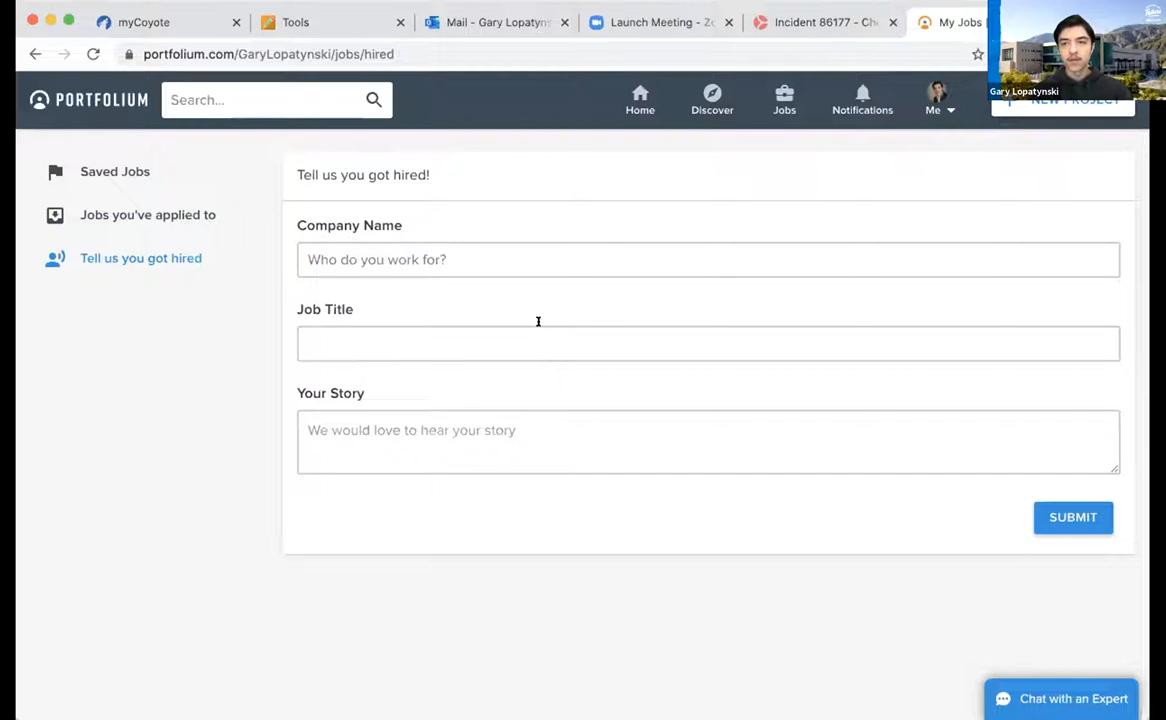 myCoyote
Tools
Mail - Gary Lopatyns
Launch Meeting - Zo
Incident 86177 - Che
My Jobs
portfolium.com/GaryLopatynski/jobs/hired
Gary Lopatynski
PORTFOLIUM
Search...
Home
Discover
Jobs
Notifications
Me
+ NEW PROJECT
Saved Jobs
Jobs you've applied to
Tell us you got hired
Tell us you got hired!
Company Name
Who do you work for?
Job Title
Your Story
We would love to hear your story
SUBMIT
Chat with an Expert